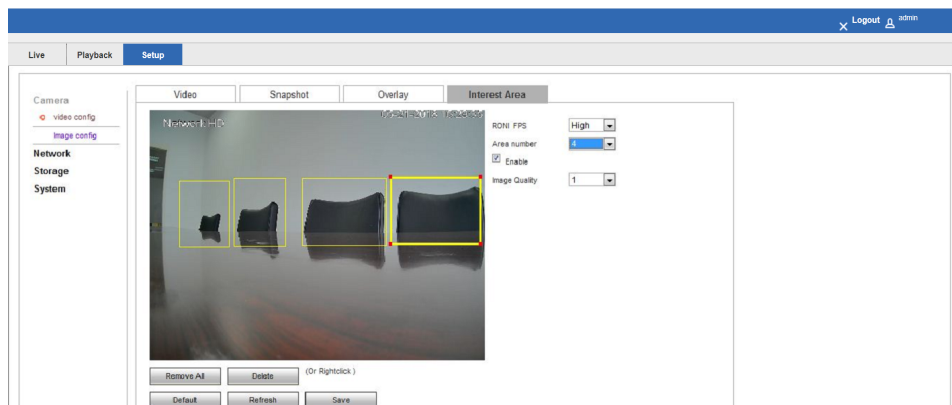 Logout admin
Live Playback Setup
Camera
video config
Image config
Network
Storage
System
Video Snapshot Overlay Interest Area
Network HD
RONI FPS High
Area number 4
Enable
Image Quality 1
Remove All Delete (Or Rightclick )
Default Refresh Save